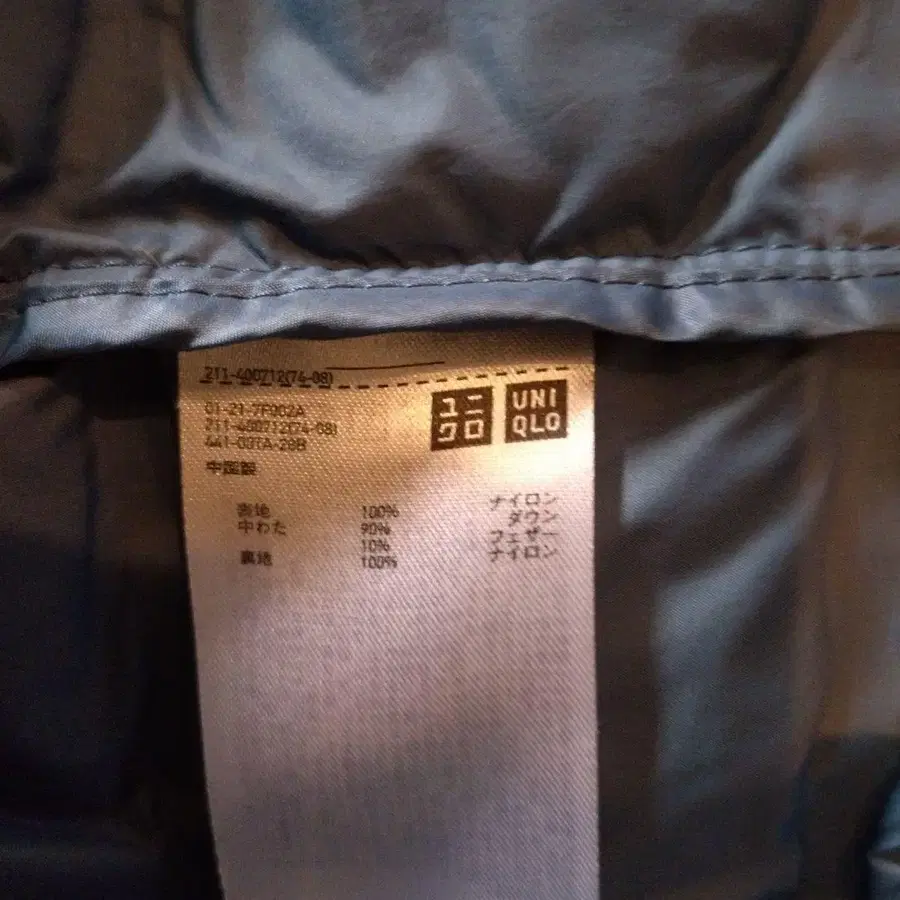 211-400712(74-08)
ユニ
クロ
UNI
QLO
01-21-7F002A
211-400712(74-08)
441-00TA-28B
中国製
表地 100% ナイロン
中わた 90% ダウン
10% フェザー
裏地 100% ナイロン